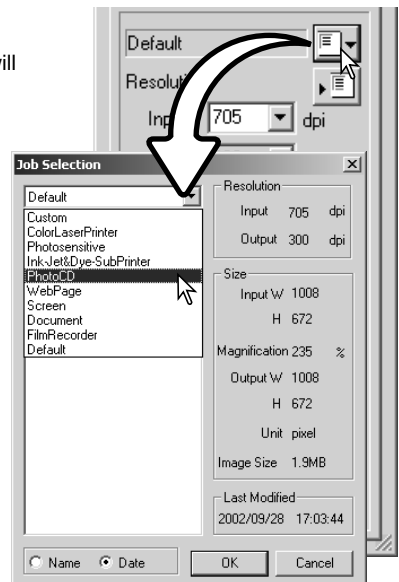 ill
Default
Resoluti
Inp 705 dpi
Job Selection
Default
Custom
ColorLaserPrinter
Photosensitive
Ink-Jet&Dye-SubPrinter
PhotoCD
WebPage
Screen
Document
FilmRecorder
Default
Resolution
Input 705 dpi
Output 300 dpi
Size
Input W 1008
H 672
Magnification 235 %
Output W 1008
H 672
Unit pixel
Image Size 1.9MB
Last Modified
2002/09/28 17:03:44
Name Date OK Cancel